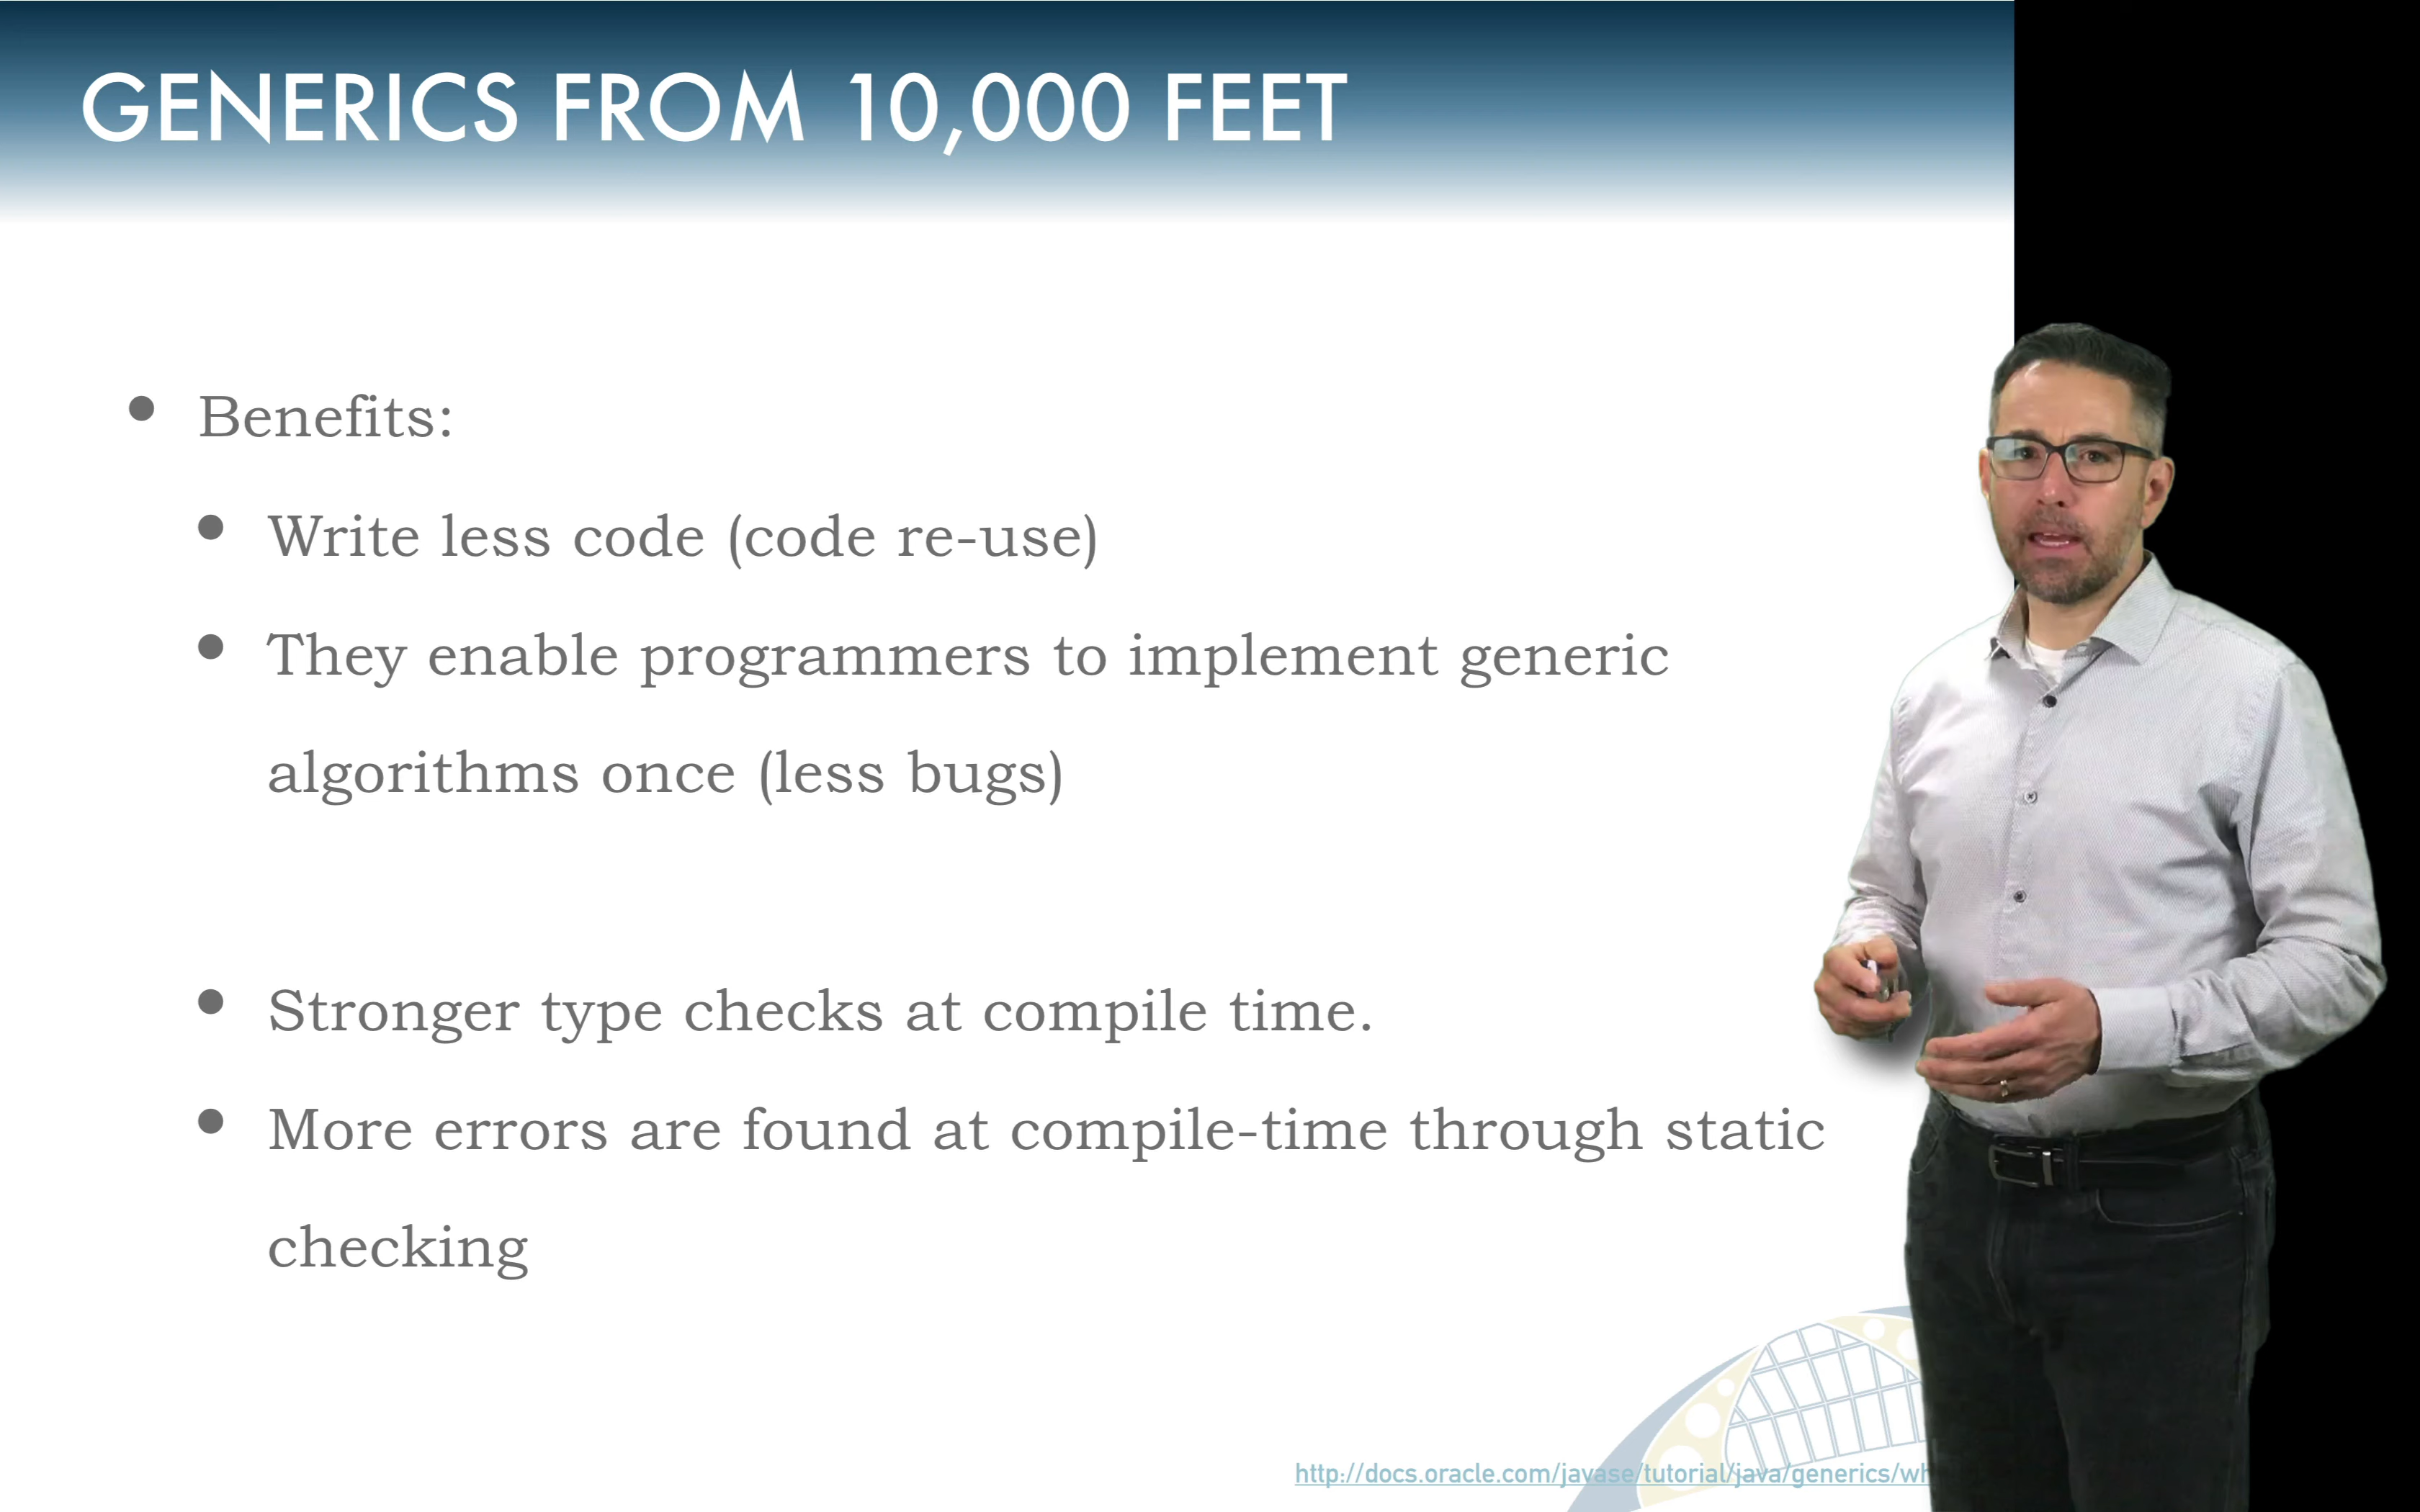 GENERICS FROM 10,000 FEET
Benefits:
Write less code (code re-use)
They enable programmers to implement generic
algorithms once (less bugs)
Stronger type checks at compile time.
More errors are found at compile-time through static
checking
http://docs.oracle.com/javase/tutorial/java/generics/wh